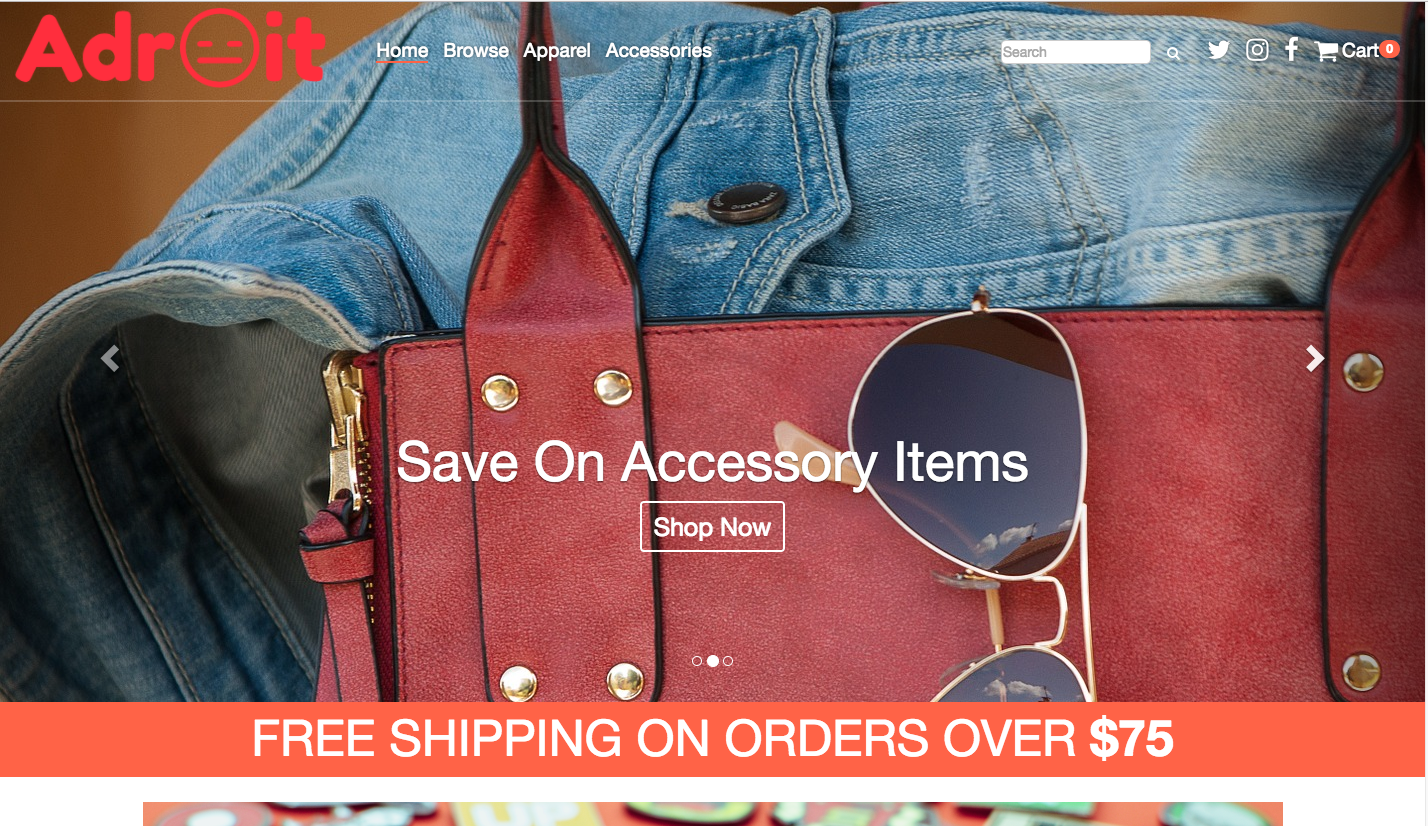 Adroit
Home Browse Apparel Accessories
Search
Cart 0
Save On Accessory Items
Shop Now
FREE SHIPPING ON ORDERS OVER $75
UP